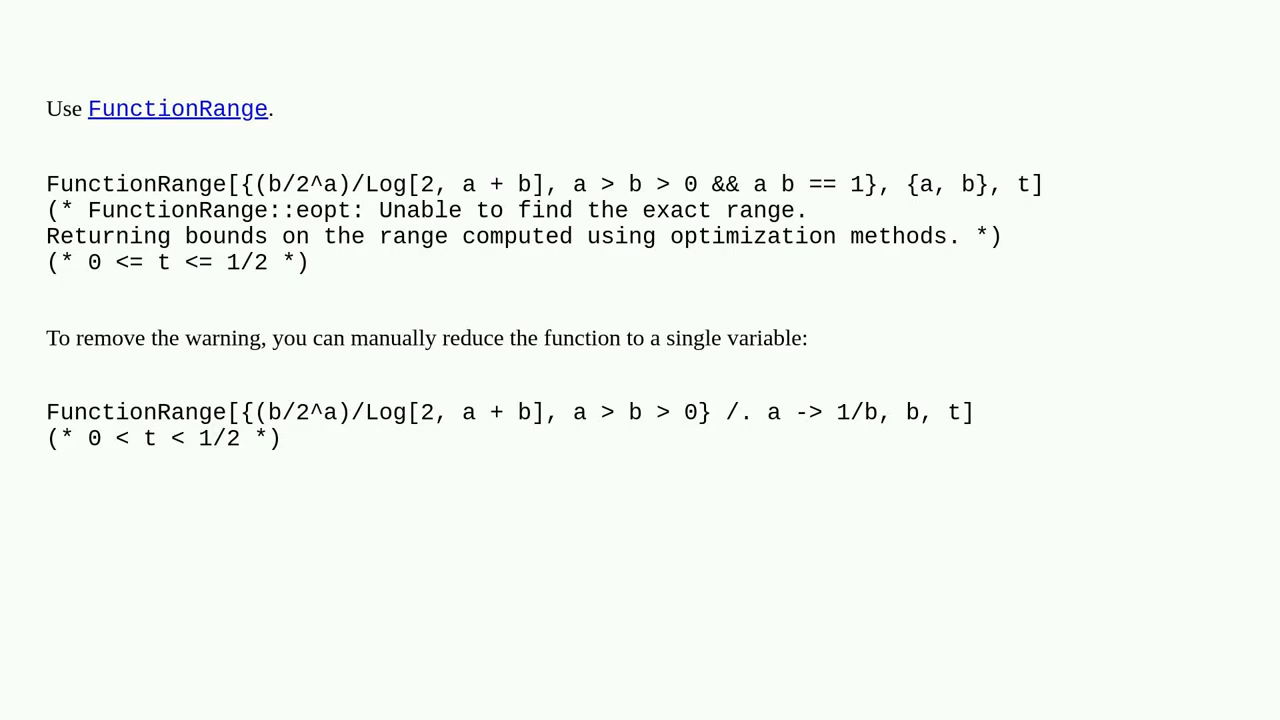 Use FunctionRange.
FunctionRange[{(b/2^a)/Log[2, a + b], a > b > 0 && a b == 1}, {a, b}, t]
(* FunctionRange::eopt: Unable to find the exact range.
Returning bounds on the range computed using optimization methods. *)
(* 0 <= t <= 1/2 *)
To remove the warning, you can manually reduce the function to a single variable:
FunctionRange[{(b/2^a)/Log[2, a + b], a > b > 0} /. a -> 1/b, b, t]
(* 0 < t < 1/2 *)